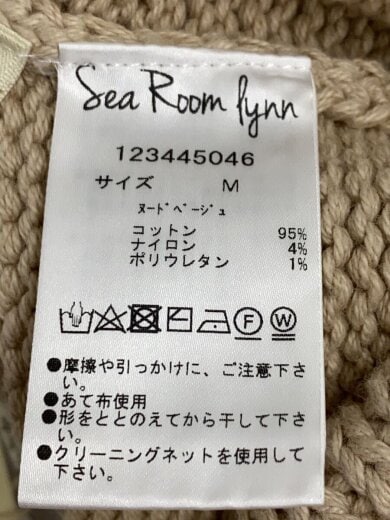 Sea Room lynn
123445046
サイズ M
ヌードベージュ
コットン 95%
ナイロン 4%
ポリウレタン 1%
F W
●摩擦や引っかけに、ご注意下さ
い。
●あて布使用
●形をととのえてから干して下さ
い。
●クリーニングネットを使用して
下さい。